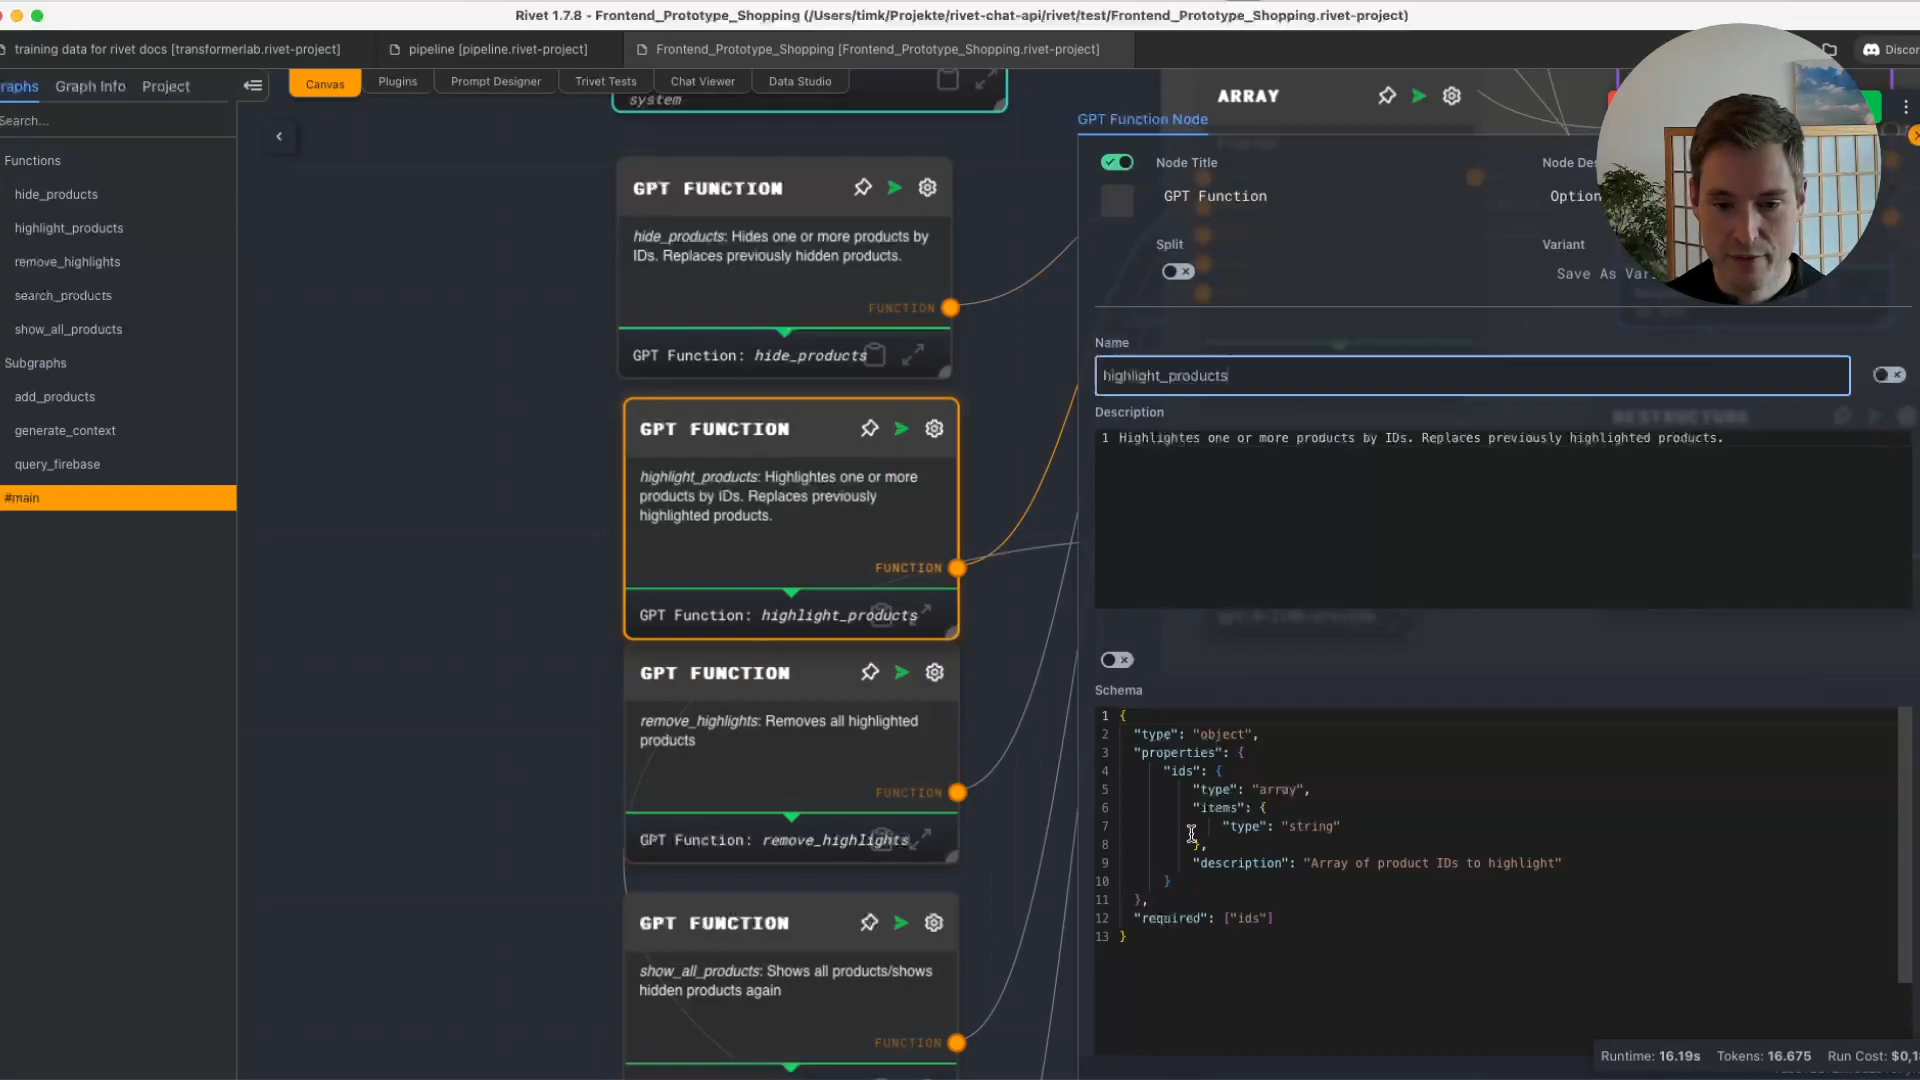 Rivet 1.7.8 - Frontend_Prototype_Shopping (/Users/timk/Projekte/rivet-chat-api/rivet/test/Frontend_Prototype_Shopping.rivet-project)
training data for rivet docs [transformerlab.rivet-project]
pipeline [pipeline.rivet-project]
Frontend_Prototype_Shopping [Frontend_Prototype_Shopping.rivet-project]
Discor
raphs
Graph Info
Project
Canvas
Plugins
Prompt Designer
Trivet Tests
Chat Viewer
Data Studio
Search...
Functions
hide_products
highlight_products
remove_highlights
search_products
show_all_products
Subgraphs
add_products
generate_context
query_firebase
#main
system
GPT FUNCTION
hide_products: Hides one or more products by
IDs. Replaces previously hidden products.
FUNCTION
GPT Function: hide_products
GPT FUNCTION
highlight_products: Highlightes one or more
products by IDs. Replaces previously
highlighted products.
FUNCTION
GPT Function: highlight_products
GPT FUNCTION
remove_highlights: Removes all highlighted
products
FUNCTION
GPT Function: remove_highlights
GPT FUNCTION
show_all_products: Shows all products/shows
hidden products again
FUNCTION
ARRAY
GPT Function Node
Node Title
GPT Function
Node Des
Option
Split
Variant
Save As Var
Name
highlight_products
Description
1 Highlightes one or more products by IDs. Replaces previously highlighted products.
Schema
1 {
2 "type": "object",
3 "properties": {
4 "ids": {
5 "type": "array",
6 "items": {
7 "type": "string"
8 },
9 "description": "Array of product IDs to highlight"
10 }
11 },
12 "required": ["ids"]
13 }
Runtime: 16.19s Tokens: 16.675 Run Cost: $0,1